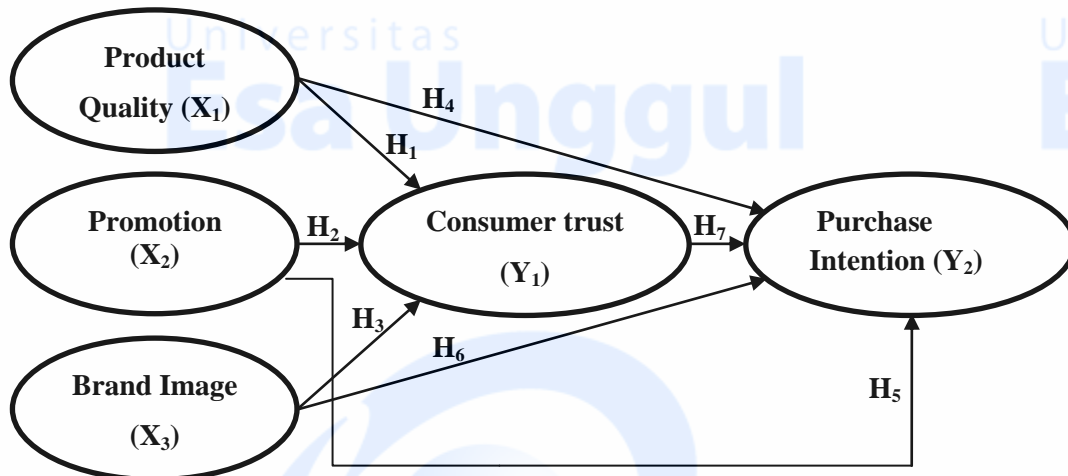 Universitas
Esa Unggul
U
E
Product
Quality (X₁)
H₄
H₁
Promotion
(X₂)
H₂
Consumer trust
(Y₁)
H₇
Purchase
Intention (Y₂)
H₃
H₆
Brand Image
(X₃)
H₅